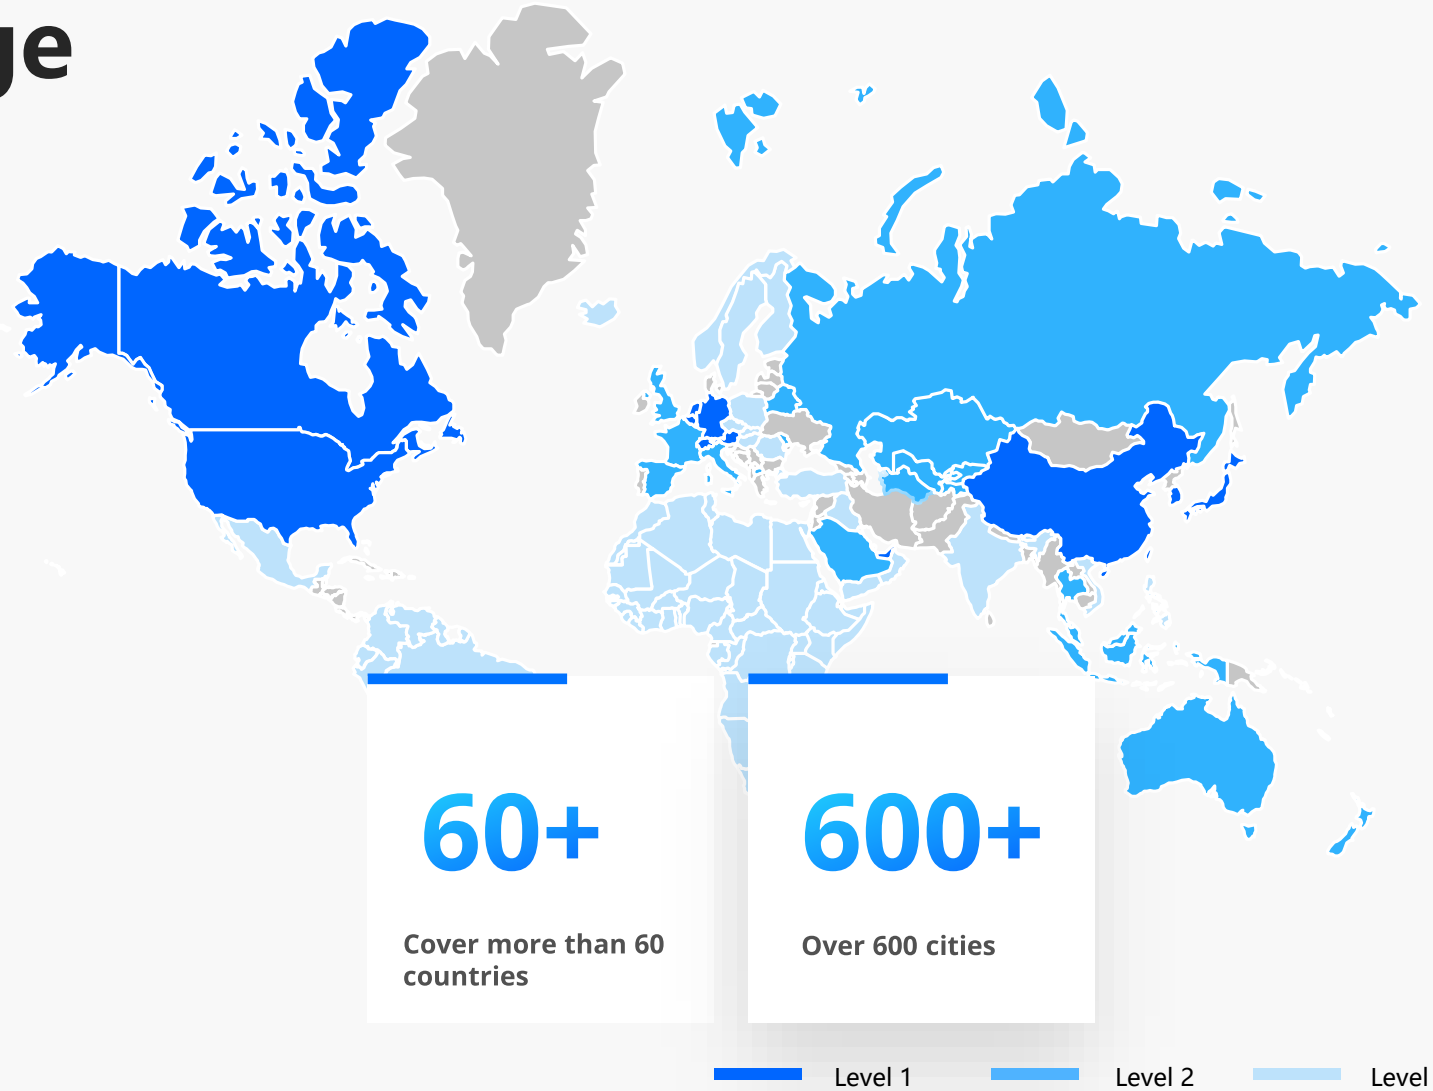 ge
60+
Cover more than 60
countries
600+
Over 600 cities
Level 1
Level 2
Level